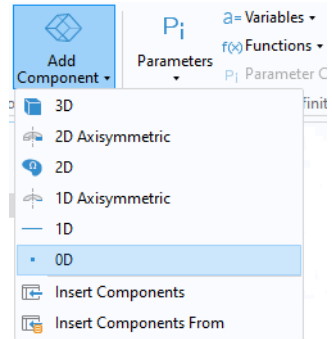 Add
Component
Pi
Parameters
a= Variables
f(x) Functions
Pi Parameter C
3D
2D Axisymmetric
2D
1D Axisymmetric
1D
0D
Insert Components
Insert Components From